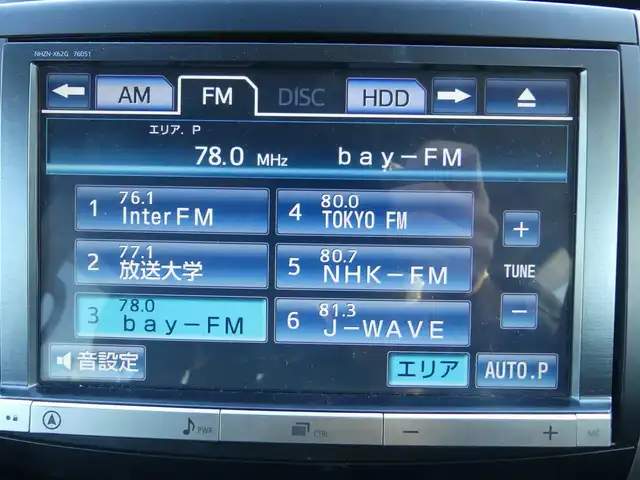 NHZN-X62G 76051
AM
FM
DISC
HDD
エリア. P
78.0 MHz bay-FM
1 76.1 InterFM
4 80.0 TOKYO FM
2 77.1 放送大学
5 80.7 NHK-FM
3 78.0 bay-FM
6 81.3 J-WAVE
+
TUNE
-
音設定
エリア
AUTO.P
PWR
CTRL
- +